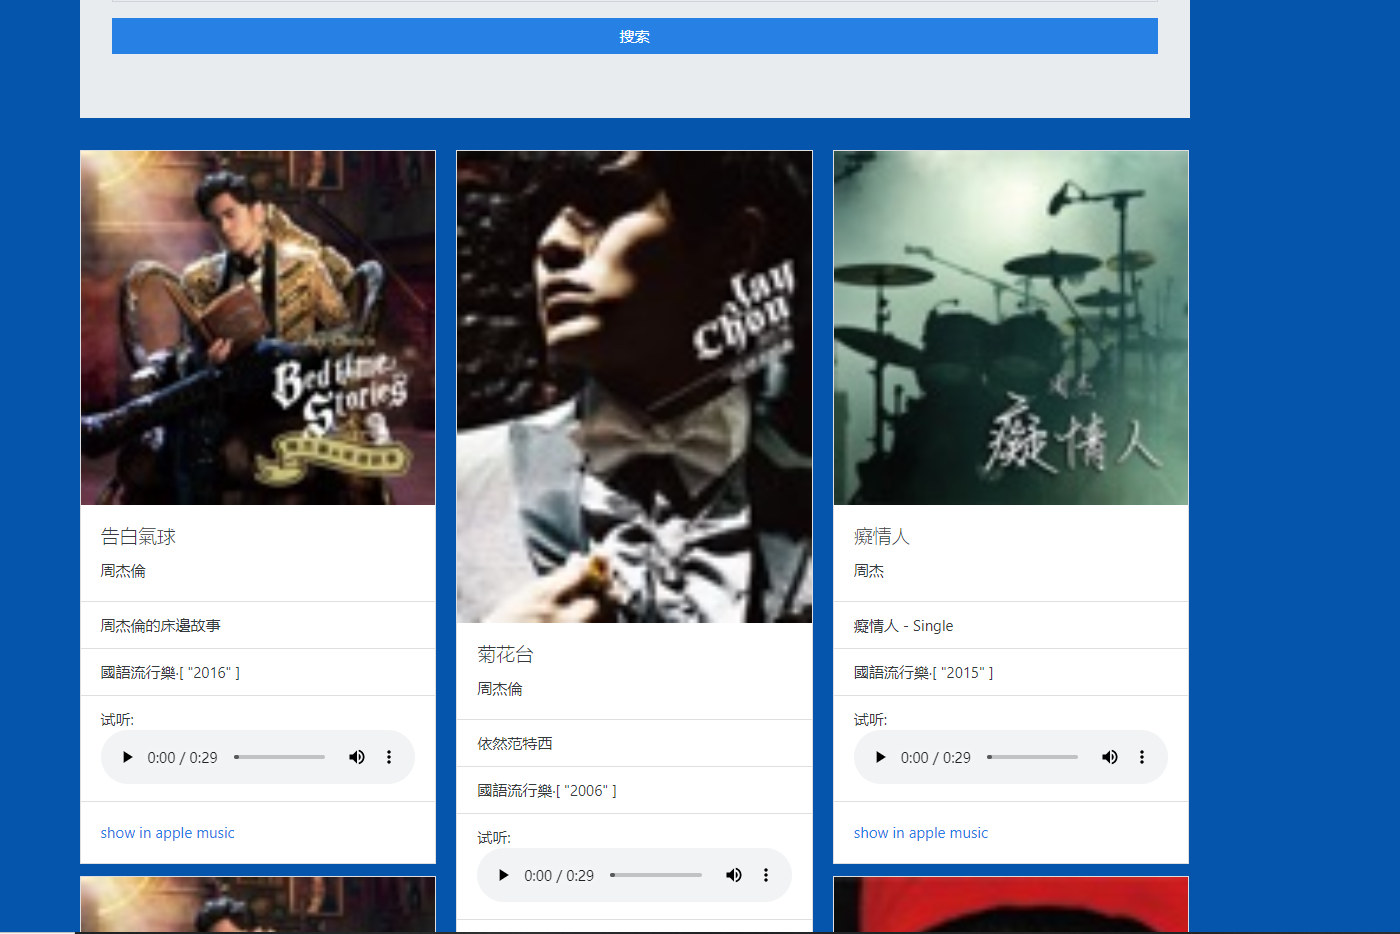 搜索
Bedtime
Stories
告白氣球
周杰倫
周杰倫的床邊故事
國語流行樂·[ "2016" ]
试听:
0:00 / 0:29
show in apple music
Jay
Chou
菊花台
周杰倫
依然范特西
國語流行樂·[ "2006" ]
试听:
0:00 / 0:29
癡情人
癡情人
周杰
癡情人 - Single
國語流行樂·[ "2015" ]
试听:
0:00 / 0:29
show in apple music